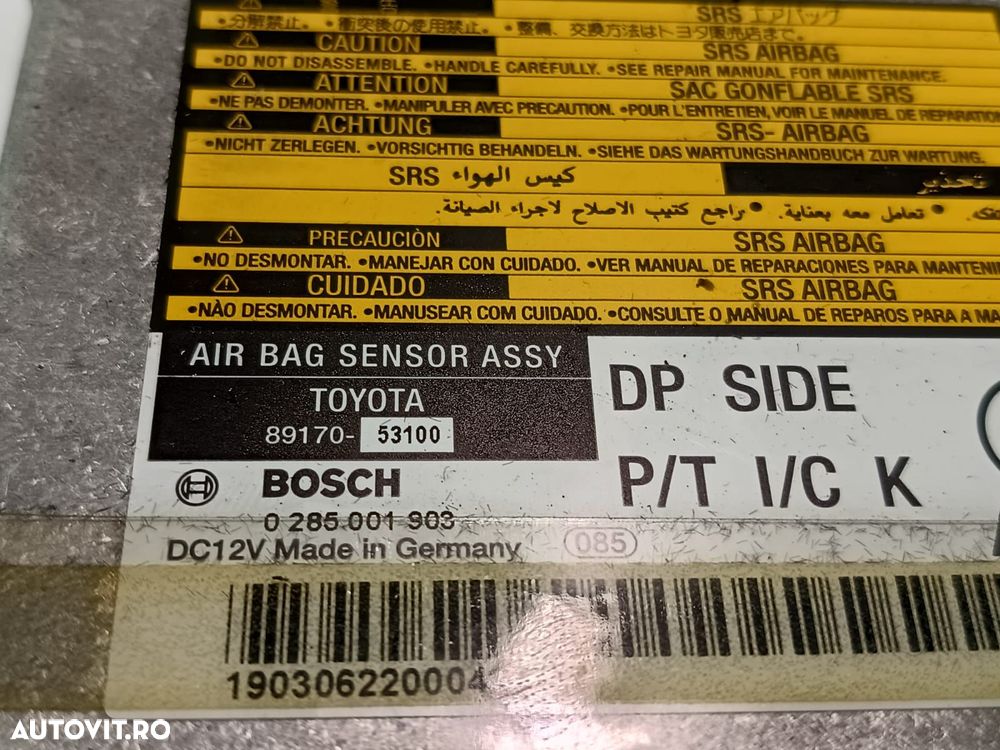 SRS エアバッグ
•分解禁止。 •衝突後の使用禁止。 •整備、交換方法はトヨタ販売店まで。
CAUTION SRS AIRBAG
•DO NOT DISASSEMBLE. •HANDLE CAREFULLY. •SEE REPAIR MANUAL FOR MAINTENANCE.
ATTENTION SAC GONFLABLE SRS
•NE PAS DEMONTER. •MANIPULER AVEC PRECAUTION. •POUR L'ENTRETIEN, VOIR LE MANUEL DE REPARATION
ACHTUNG SRS- AIRBAG
•NICHT ZERLEGEN. •VORSICHTIG BEHANDELN. •SIEHE DAS WARTUNGSHANDBUCH ZUR WARTUNG.
تحذير كيس الهواء SRS
• تعامل معه بعناية. • راجع كتيب الاصلاح لاجراء الصيانة.
PRECAUCIÒN SRS AIRBAG
•NO DESMONTAR. •MANEJAR CON CUIDADO. •VER MANUAL DE REPARACIONES PARA MANTENI
CUIDADO SRS AIRBAG
•NÀO DESMONTAR. •MANUSEAR COM CUIDADO. •CONSULTE O MANUAL DE REPAROS PARA A MA
AIR BAG SENSOR ASSY
TOYOTA
89170- 53100
DP SIDE
P/T I/C K
BOSCH
0 285 001 903
DC12V Made in Germany 085
190306220004
AUTOVIT.RO